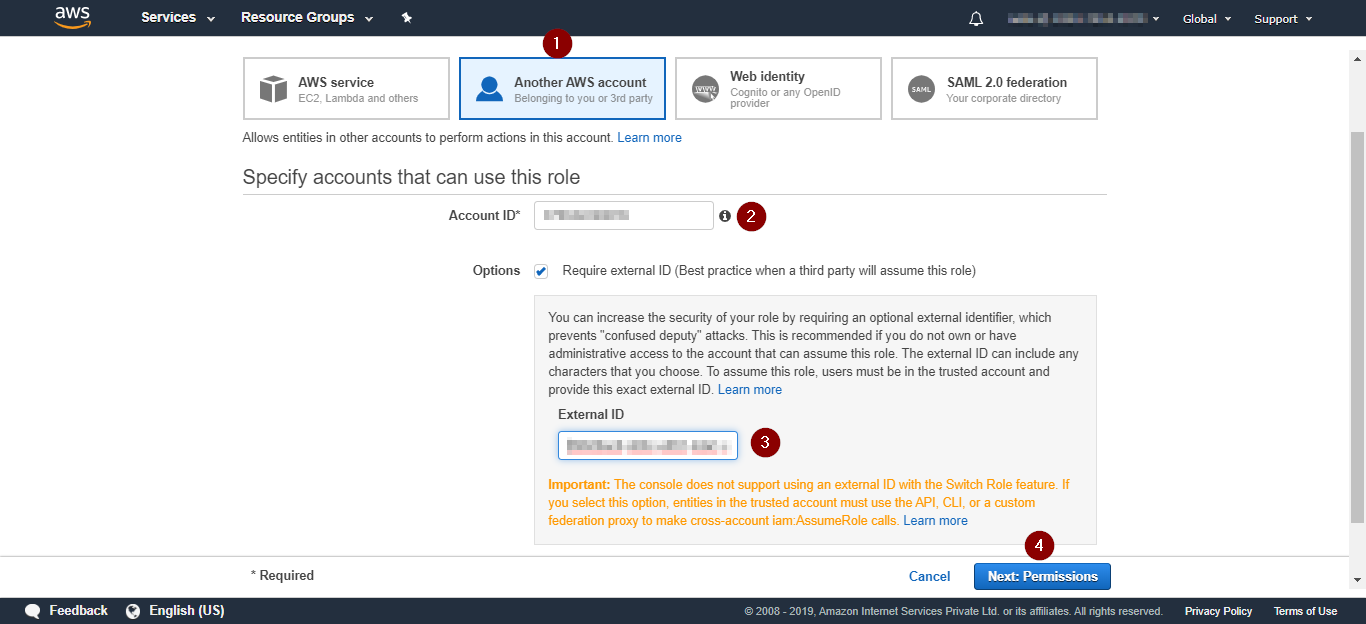 aws Services Resource Groups Global Support
1
AWS service
EC2, Lambda and others
Another AWS account
Belonging to you or 3rd party
www
Web identity
Cognito or any OpenID
provider
SAML
SAML 2.0 federation
Your corporate directory
Allows entities in other accounts to perform actions in this account. Learn more
Specify accounts that can use this role
Account ID* 2
Options Require external ID (Best practice when a third party will assume this role)
You can increase the security of your role by requiring an optional external identifier, which
prevents "confused deputy" attacks. This is recommended if you do not own or have
administrative access to the account that can assume this role. The external ID can include any
characters that you choose. To assume this role, users must be in the trusted account and
provide this exact external ID. Learn more
External ID
3
Important: The console does not support using an external ID with the Switch Role feature. If
you select this option, entities in the trusted account must use the API, CLI, or a custom
federation proxy to make cross-account iam:AssumeRole calls. Learn more
4
* Required Cancel Next: Permissions
Feedback English (US) © 2008 - 2019, Amazon Internet Services Private Ltd. or its affiliates. All rights reserved. Privacy Policy Terms of Use